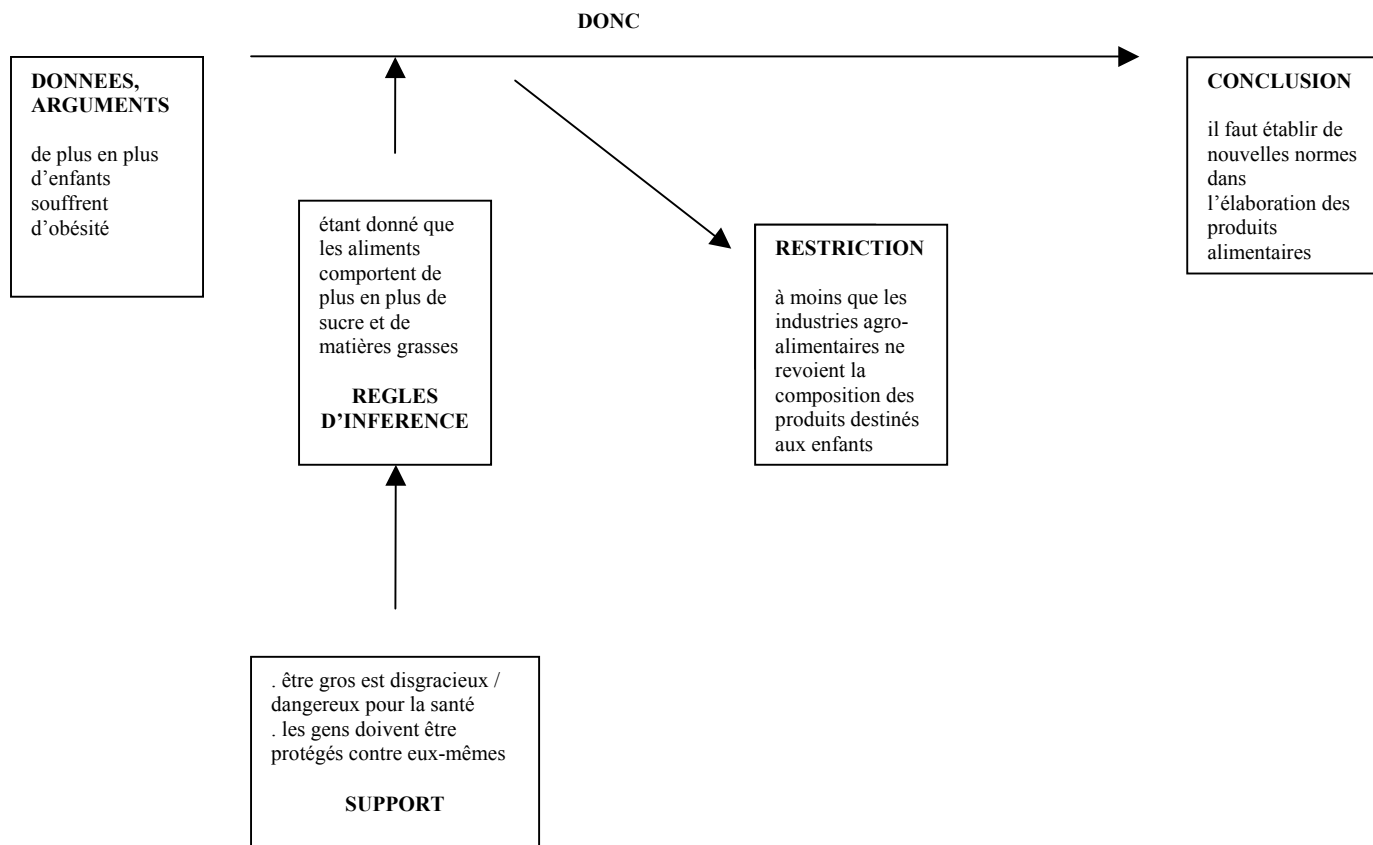 DONC
DONNEES,
ARGUMENTS
de plus en plus
d’enfants
souffrent
d’obésité
étant donné que
les aliments
comportent de
plus en plus de
sucre et de
matières grasses
REGLES
D’INFERENCE
RESTRICTION
à moins que les
industries agro-
alimentaires ne
revoient la
composition des
produits destinés
aux enfants
CONCLUSION
il faut établir de
nouvelles normes
dans
l’élaboration des
produits
alimentaires
. être gros est disgracieux /
dangereux pour la santé
. les gens doivent être
protégés contre eux-mêmes
SUPPORT